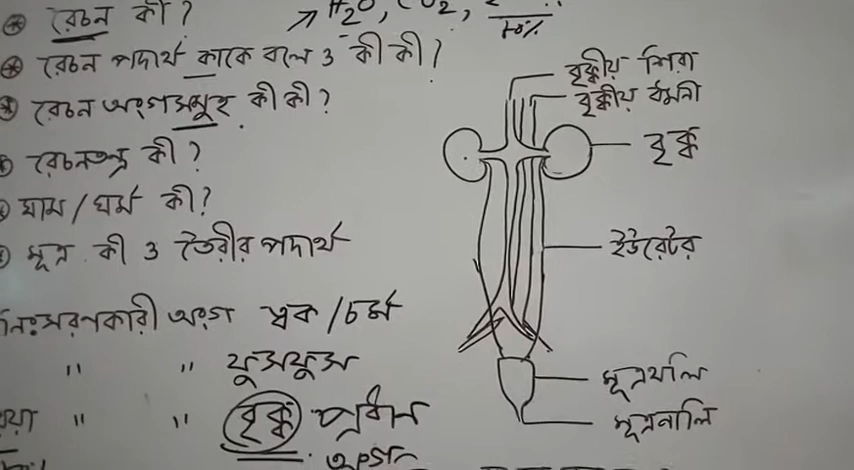 রেচন কী?
→ H₂O, CO₂,
রেচন পদার্থ কাকে বলে ও কী কী?
রেচন অংগসমূহ কী কী?
রেচনতন্ত্র কী?
ঘাম/ঘর্ম কী?
মূত্র কী ও তৈরীর পদার্থ
নিঃসরণকারী অংগ ত্বক/চর্ম
" " ফুসফুস
" " বৃক্ক প্রধান
অংগ
বৃক্কীয় শিরা
বৃক্কীয় ধমনী
বৃক্ক
ইউরেটর
মূত্রথলি
মূত্রনালি